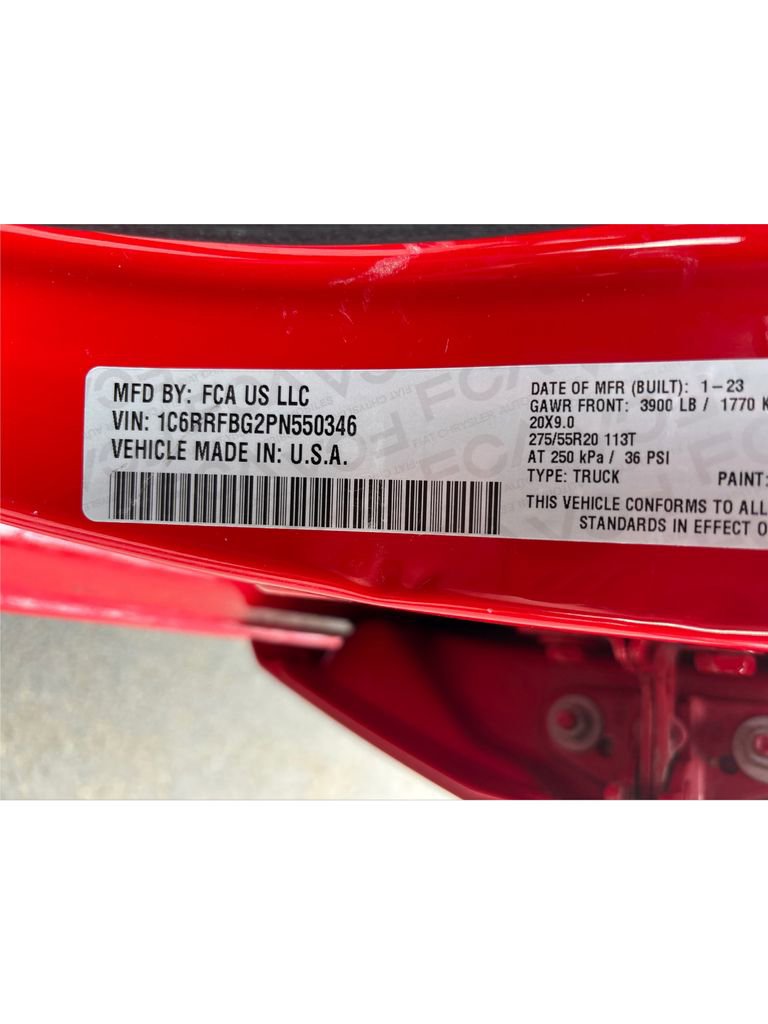 MFD BY: FCA US LLC
VIN: 1C6RRFBG2PN550346
VEHICLE MADE IN: U.S.A.
DATE OF MFR (BUILT): 1-23
GAWR FRONT: 3900 LB / 1770 K
20X9.0
275/55R20 113T
AT 250 kPa / 36 PSI
TYPE: TRUCK PAINT:
THIS VEHICLE CONFORMS TO ALL
STANDARDS IN EFFECT O